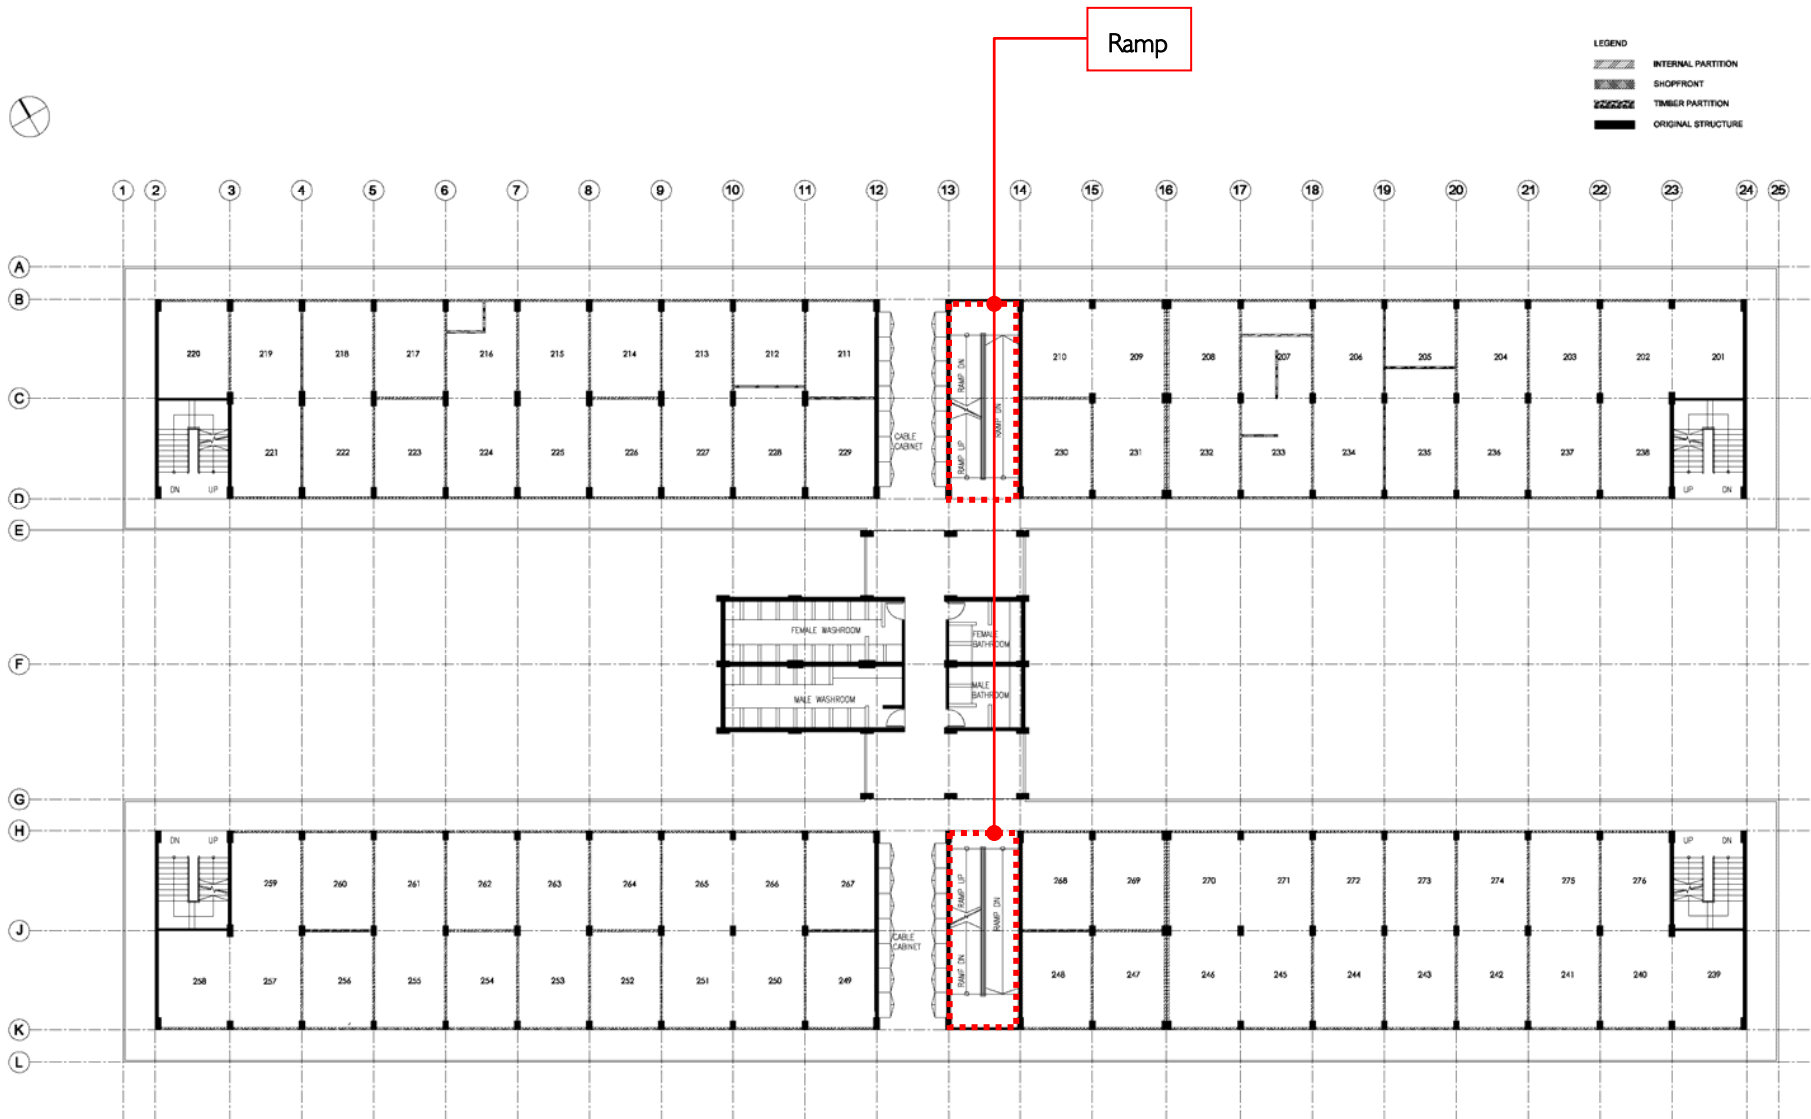 Ramp
LEGEND
INTERNAL PARTITION
SHOPFRONT
TIMBER PARTITION
ORIGINAL STRUCTURE
1 2 3 4 5 6 7 8 9 10 11 12 13 14 15 16 17 18 19 20 21 22 23 24 25
A
B
220 219 218 217 216 215 214 213 212 211 210 209 208 207 206 205 204 203 202 201
RAMP DN
RAMP DN
C
CABLE
CABINET
221 222 223 224 225 226 227 228 229 230 231 232 233 234 235 236 237 238
RAMP UP
DN UP
UP DN
D
E
FEMALE WASHROOM
FEMALE
BATHROOM
F
MALE WASHROOM
MALE
BATHROOM
G
H
DN UP
UP DN
259 260 261 262 263 264 265 266 267 268 269 270 271 272 273 274 275 276
RAMP UP
RAMP DN
J
CABLE
CABINET
258 257 256 255 254 253 252 251 250 249 248 247 246 245 244 243 242 241 240 239
RAMP DN
K
L